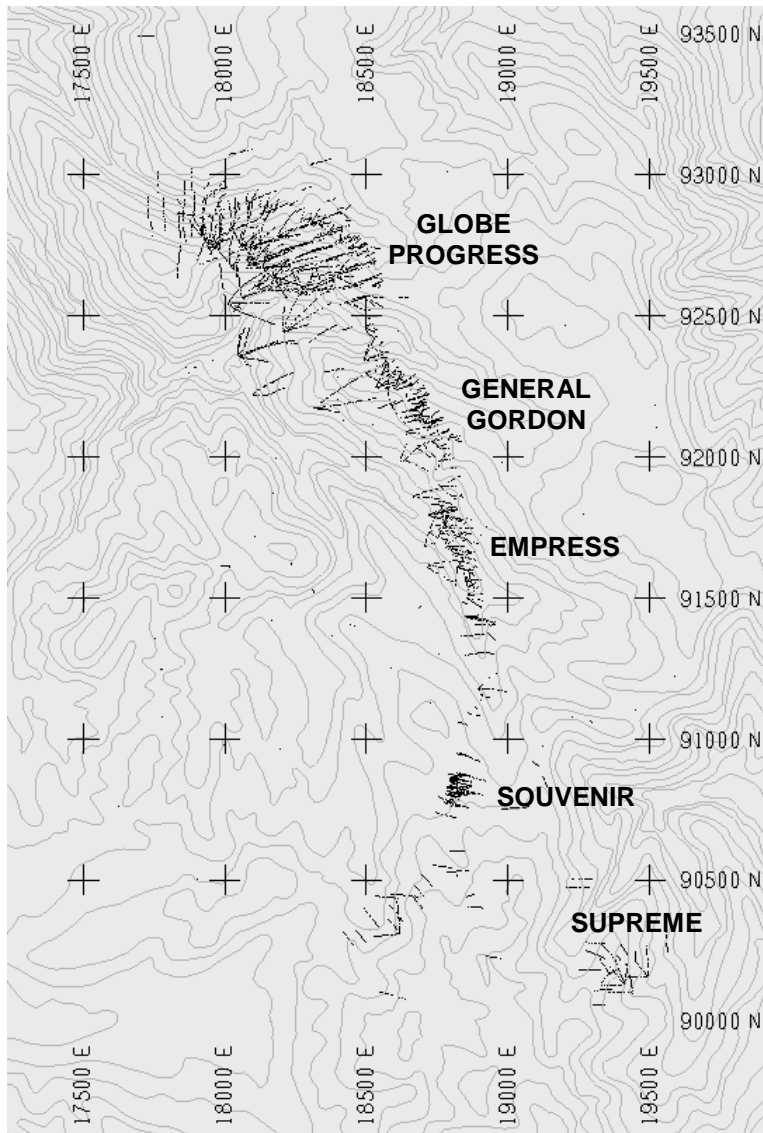 17500 E
18000 E
18500 E
19000 E
19500 E
93500 N
93000 N
GLOBE
PROGRESS
92500 N
GENERAL
GORDON
92000 N
EMPRESS
91500 N
91000 N
SOUVENIR
90500 N
SUPREME
90000 N
17500 E
18000 E
18500 E
19000 E
19500 E